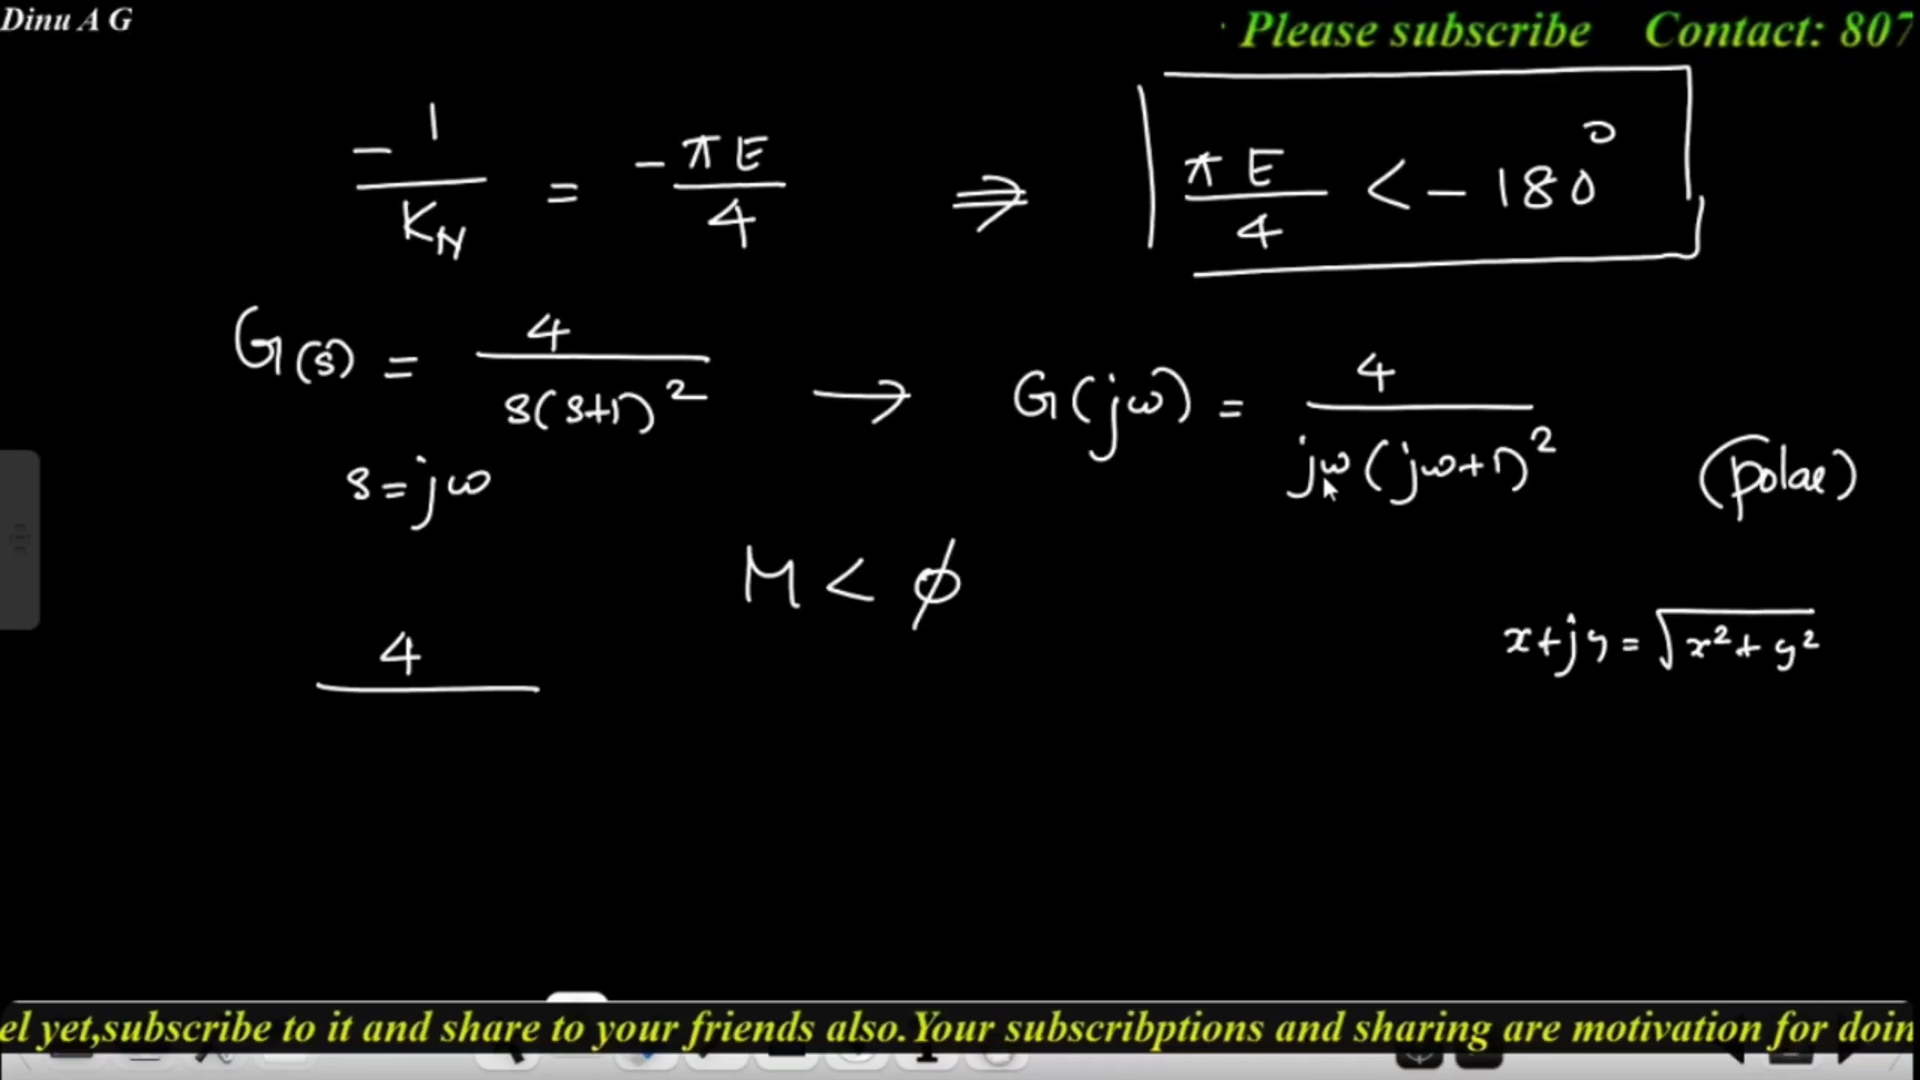 Dinu A G
Please subscribe Contact: 807
-1/K_N = -πE/4 ⇒ πE/4 < -180°
G(s) = 4/s(s+1)² → G(jω) = 4/jω(jω+1)² (polar)
s=jω
M < φ
4
x+jy = √x²+y²
el yet,subscribe to it and share to your friends also.Your subscribptions and sharing are motivation for doin